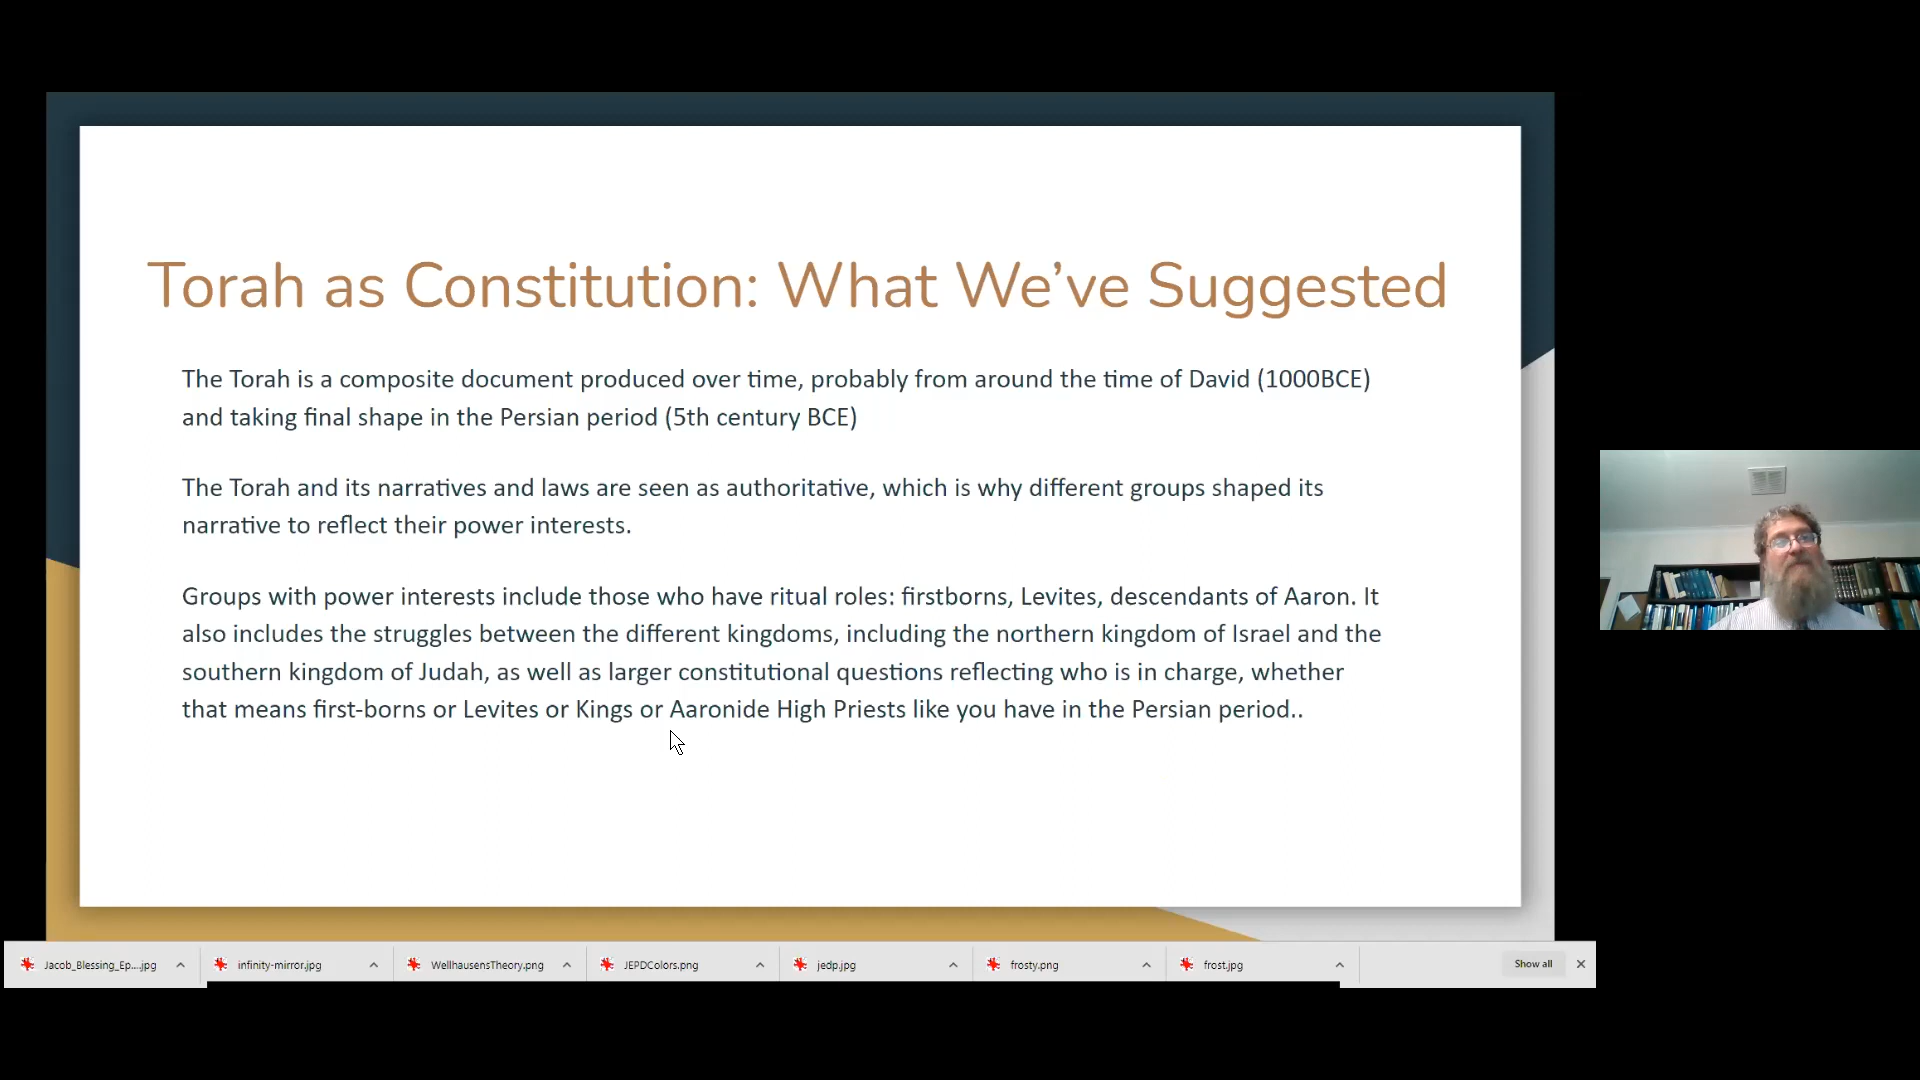 Torah as Constitution: What We’ve Suggested
The Torah is a composite document produced over time, probably from around the time of David (1000BCE)
and taking final shape in the Persian period (5th century BCE)
The Torah and its narratives and laws are seen as authoritative, which is why different groups shaped its
narrative to reflect their power interests.
Groups with power interests include those who have ritual roles: firstborns, Levites, descendants of Aaron. It
also includes the struggles between the different kingdoms, including the northern kingdom of Israel and the
southern kingdom of Judah, as well as larger constitutional questions reflecting who is in charge, whether
that means first-borns or Levites or Kings or Aaronide High Priests like you have in the Persian period..
Jacob_Blessing_Ep....jpg
infinity-mirror.jpg
WellhausensTheory.png
JEPDColors.png
jedp.jpg
frosty.png
frost.jpg
Show all